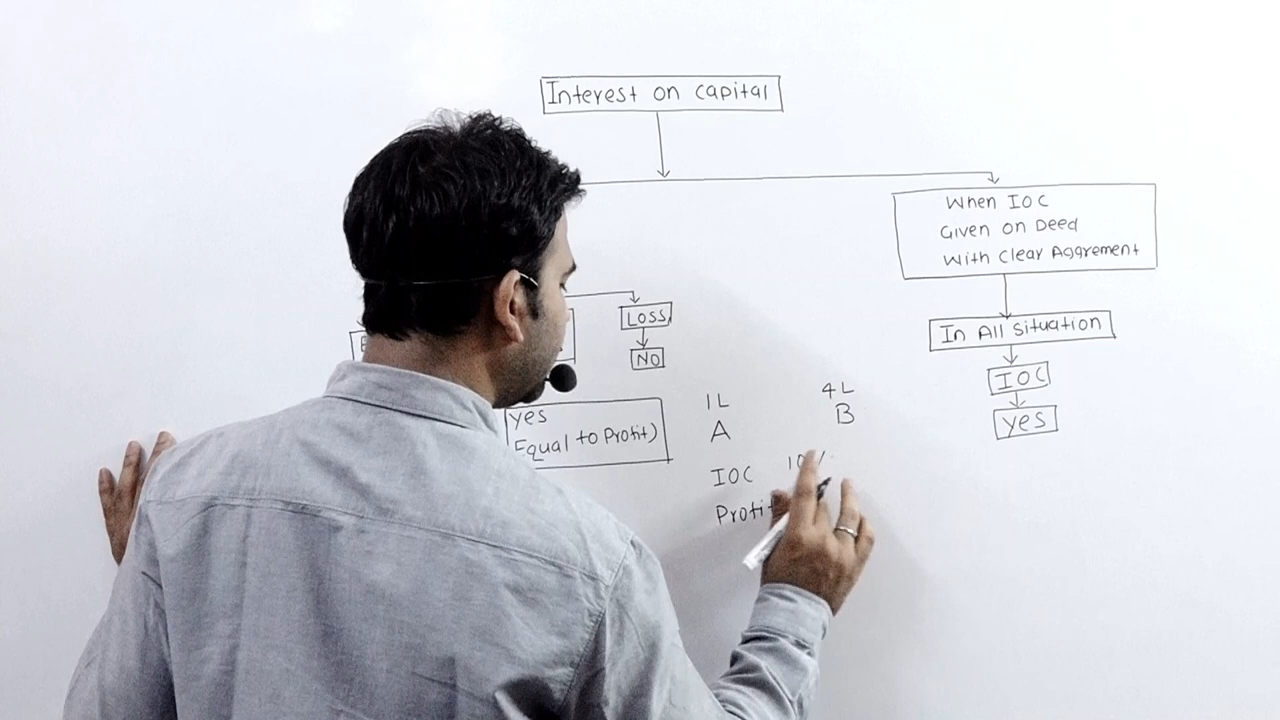 Interest on capital
When IOC
Given on Deed
With Clear Aggrement
LOSS
NO
In All Situation
IOC
yes
yes
Equal to Profit)
1L
4L
A
B
IOC
Profit